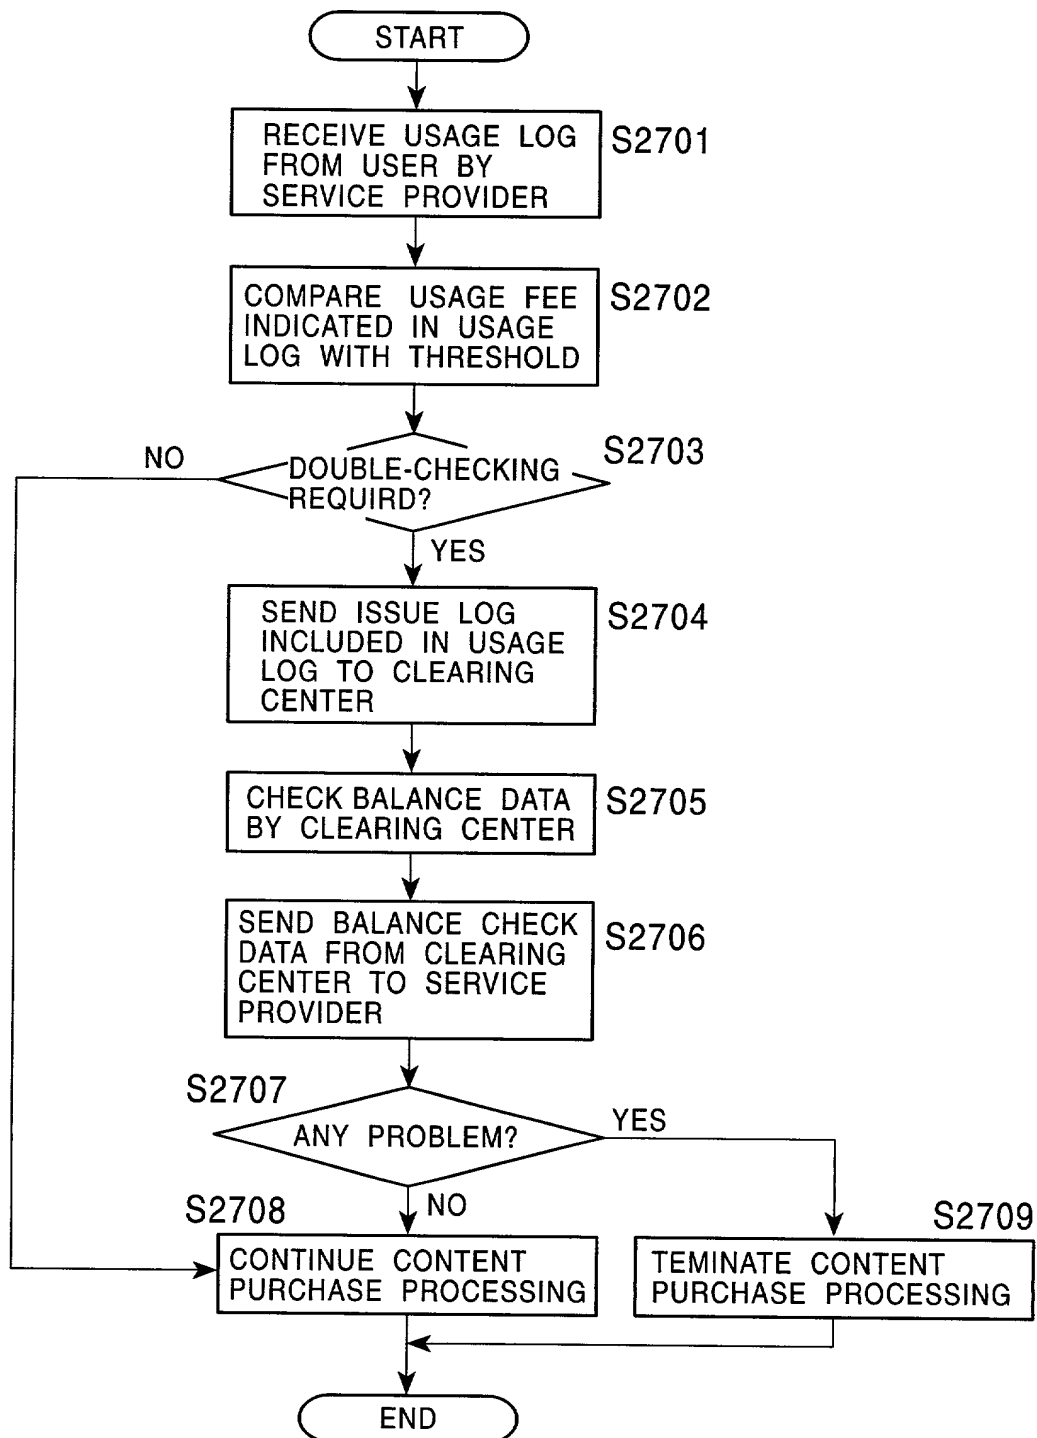 START
RECEIVE USAGE LOG
FROM USER BY
SERVICE PROVIDER
S2701
COMPARE USAGE FEE
INDICATED IN USAGE
LOG WITH THRESHOLD
S2702
NO
DOUBLE-CHECKING
REQUIRD?
S2703
YES
SEND ISSUE LOG
INCLUDED IN USAGE
LOG TO CLEARING
CENTER
S2704
CHECK BALANCE DATA
BY CLEARING CENTER
S2705
SEND BALANCE CHECK
DATA FROM CLEARING
CENTER TO SERVICE
PROVIDER
S2706
S2707
ANY PROBLEM?
YES
NO
S2708
CONTINUE CONTENT
PURCHASE PROCESSING
S2709
TEMINATE CONTENT
PURCHASE PROCESSING
END